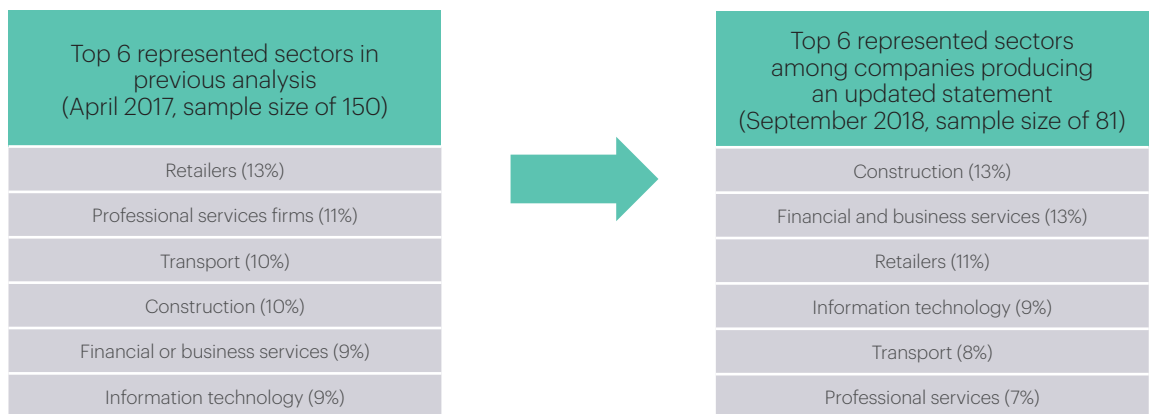 Top 6 represented sectors in
previous analysis
(April 2017, sample size of 150)
Retailers (13%)
Professional services firms (11%)
Transport (10%)
Construction (10%)
Financial or business services (9%)
Information technology (9%)
Top 6 represented sectors
among companies producing
an updated statement
(September 2018, sample size of 81)
Construction (13%)
Financial and business services (13%)
Retailers (11%)
Information technology (9%)
Transport (8%)
Professional services (7%)